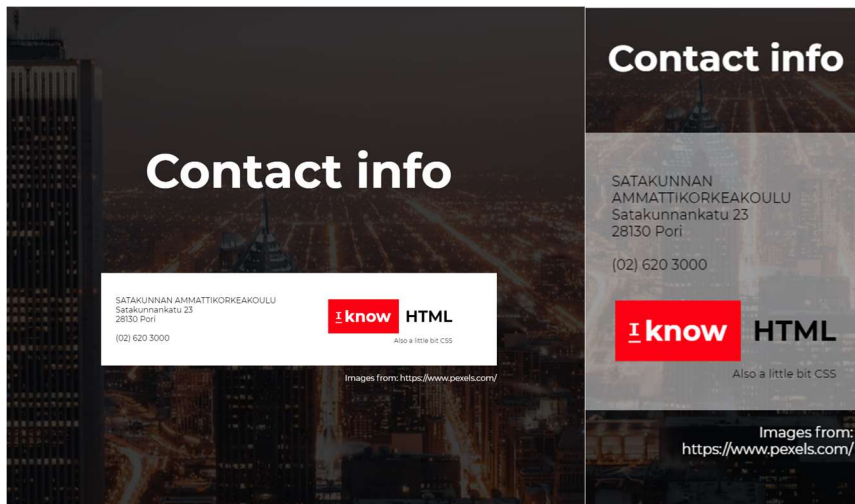 Contact info
SATAKUNNAN AMMATTIKORKEAKOULU
Satakunnankatu 23
28130 Pori
(02) 620 3000
I know HTML
Also a little bit CSS
Images from: https://www.pexels.com/
Contact info
SATAKUNNAN
AMMATTIKORKEAKOULU
Satakunnankatu 23
28130 Pori
(02) 620 3000
I know HTML
Also a little bit CSS
Images from:
https://www.pexels.com/